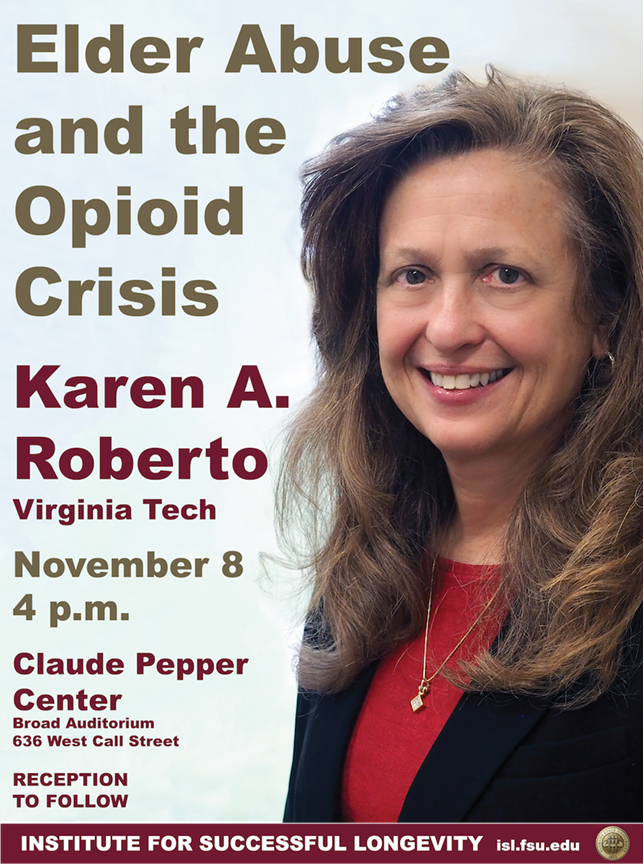 Elder Abuse
and the
Opioid
Crisis
Karen A.
Roberto
Virginia Tech
November 8
4 p.m.
Claude Pepper
Center
Broad Auditorium
636 West Call Street
RECEPTION
TO FOLLOW
INSTITUTE FOR SUCCESSFUL LONGEVITY isl.fsu.edu